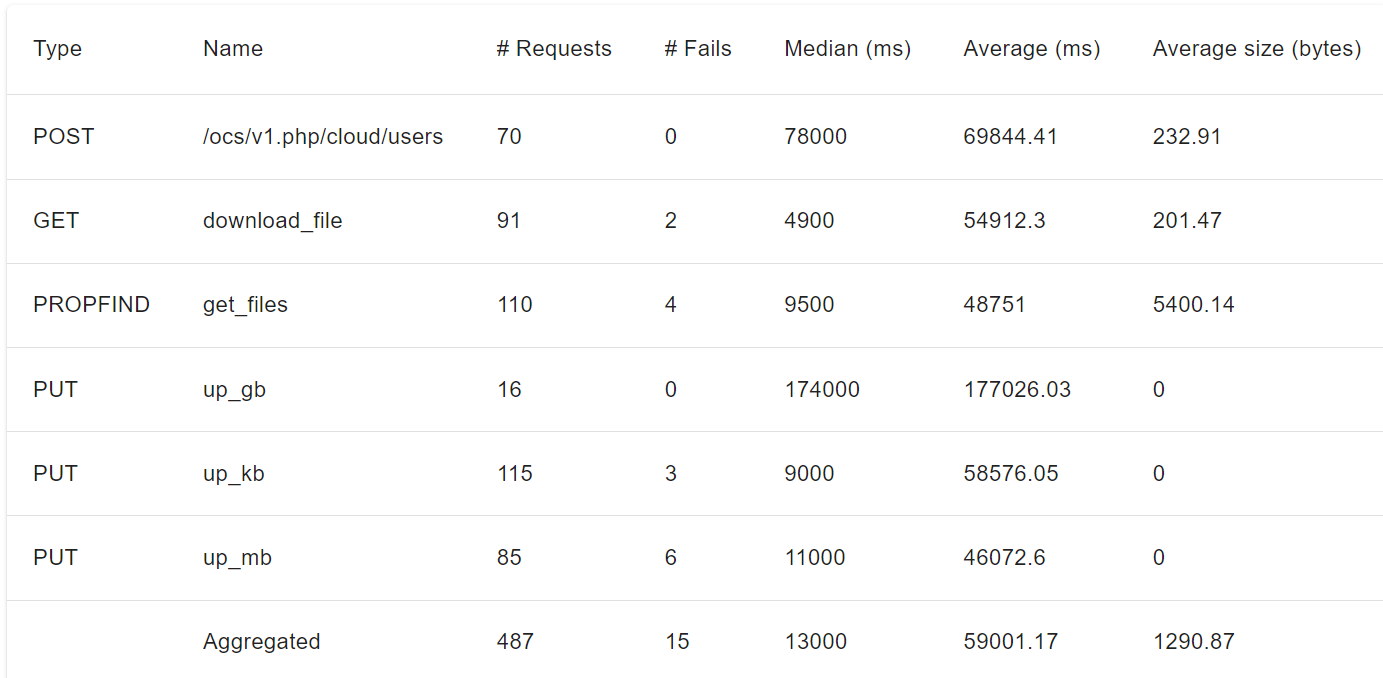 Type Name # Requests # Fails Median (ms) Average (ms) Average size (bytes)
POST /ocs/v1.php/cloud/users 70 0 78000 69844.41 232.91
GET download_file 91 2 4900 54912.3 201.47
PROPFIND get_files 110 4 9500 48751 5400.14
PUT up_gb 16 0 174000 177026.03 0
PUT up_kb 115 3 9000 58576.05 0
PUT up_mb 85 6 11000 46072.6 0
Aggregated 487 15 13000 59001.17 1290.87